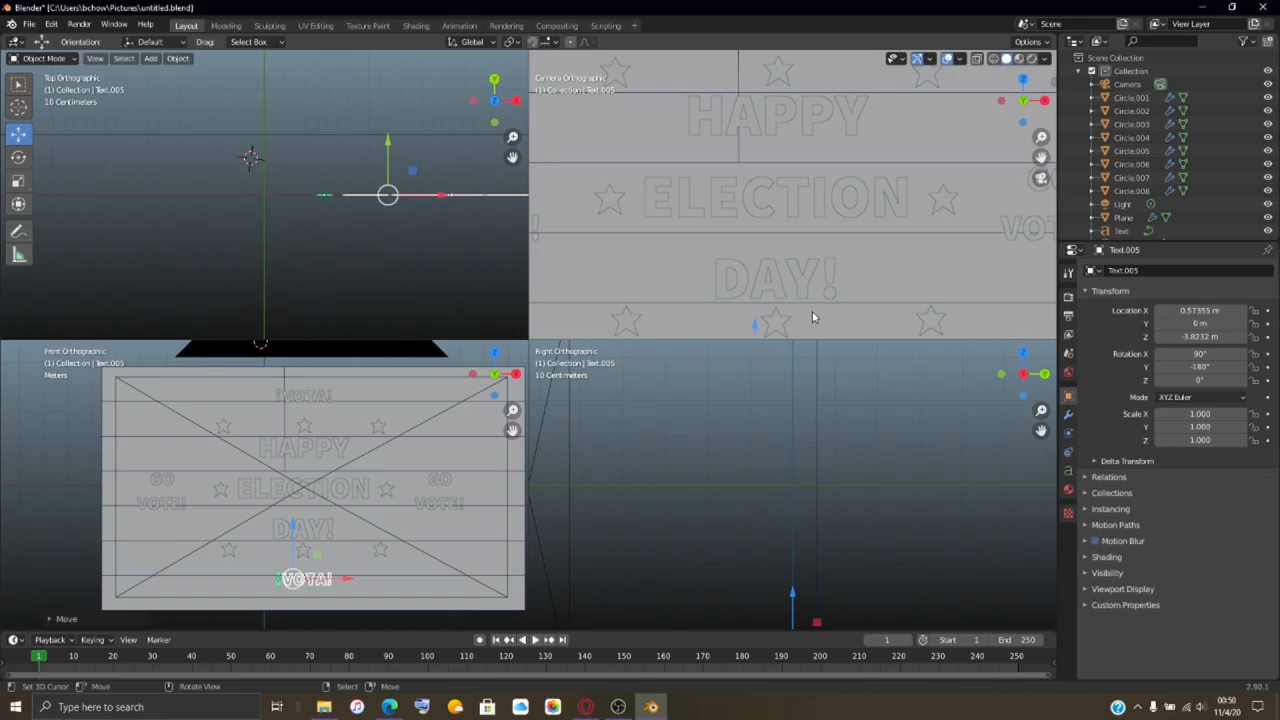 Blender* [C:\Users\bchow\Pictures\untitled.blend]
File Edit Render Window Help Layout Modeling Sculpting UV Editing Texture Paint Shading Animation Rendering Compositing Scripting Scene View Layer
Orientation: Default Drag: Select Box Global Options
Object Mode View Select Add Object
Top Orthographic
(1) Collection | Text.005
10 Centimeters
Y
X
Z
Camera Orthographic
(1) Collection | Text.005
Z
Y
X
HAPPY
ELECTION
VOT
DAY!
Front Orthographic
(1) Collection | Text.005
Meters
Z
Y
X
¡VOTA!
HAPPY
GO
VOTE!
ELECTION
GO
VOTE!
DAY!
¡VOTA!
Move
Right Orthographic
(1) Collection | Text.005
10 Centimeters
Z
X
Y
Scene Collection
Collection
Camera
Circle.001
Circle.002
Circle.003
Circle.004
Circle.005
Circle.006
Circle.007
Circle.008
Light
Plane
Text
Text.005
Text.005
Transform
Location X 0.57355 m
Y 0 m
Z -3.8232 m
Rotation X 90°
Y -180°
Z 0°
Mode XYZ Euler
Scale X 1.000
Y 1.000
Z 1.000
Delta Transform
Relations
Collections
Instancing
Motion Paths
Motion Blur
Shading
Visibility
Viewport Display
Custom Properties
Playback Keying View Marker 1 Start 1 End 250
1 10 20 30 40 50 60 70 80 90 100 110 120 130 140 150 160 170 180 190 200 210 220 230 240 250
Set 3D Cursor Move Rotate View Select Move 2.90.1
Type here to search
00:50
11/4/20